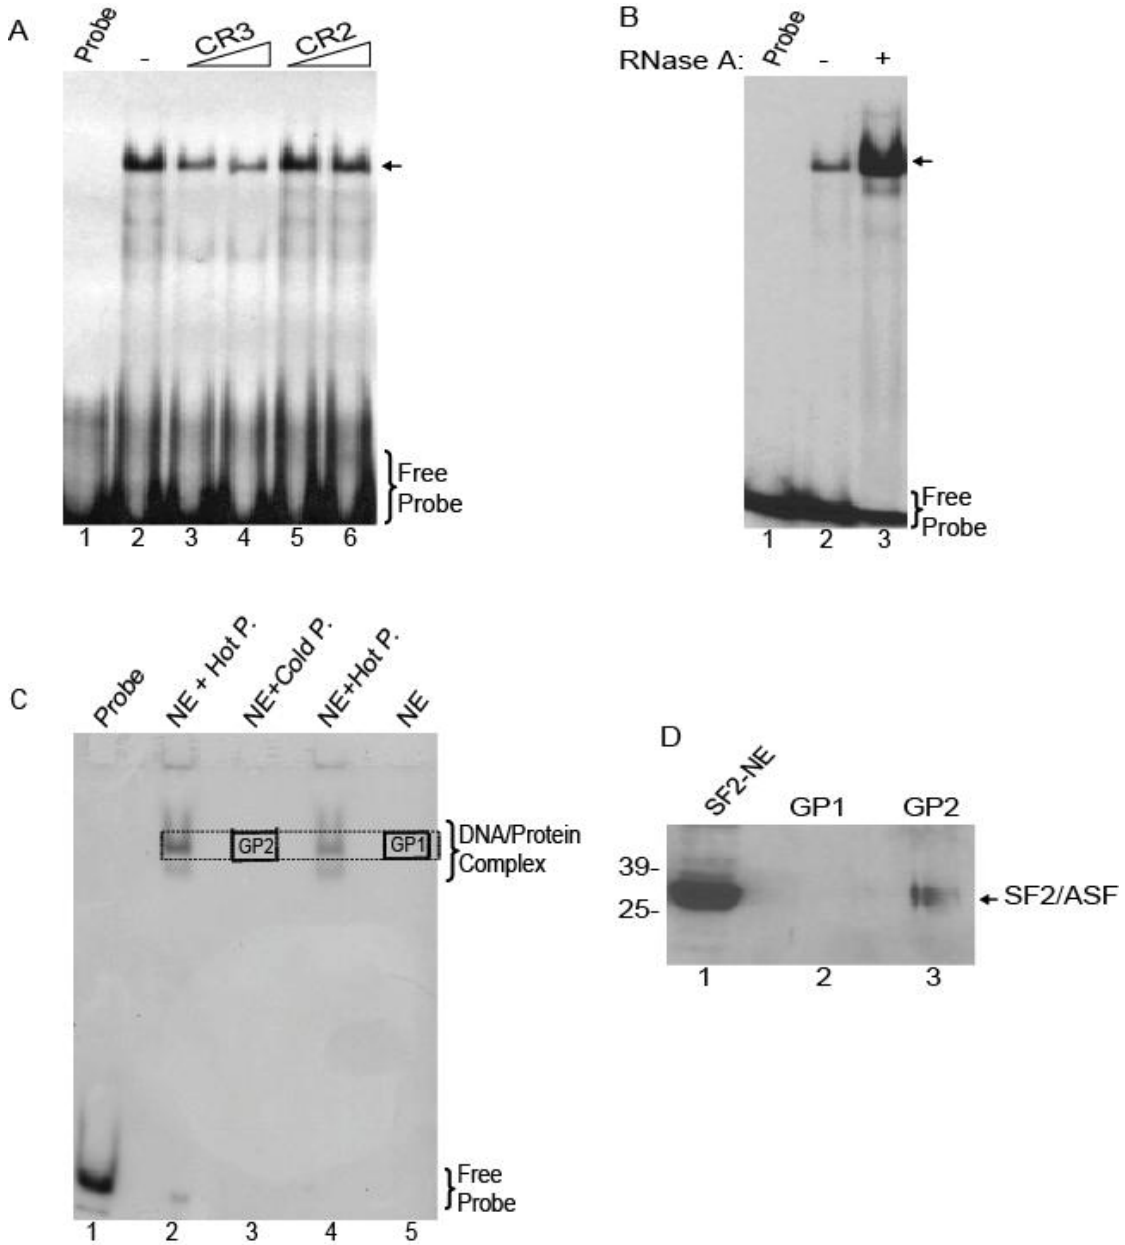 A
Probe
-
CR3
CR2
Free
Probe
1 2 3 4 5 6
B
RNase A:
Probe
- +
Free
Probe
1 2 3
C
Probe
NE + Hot P.
NE+Cold P.
NE+Hot P.
NE
GP2
GP1
DNA/Protein
Complex
Free
Probe
1 2 3 4 5
D
SF2-NE
GP1
GP2
39-
25-
SF2/ASF
1 2 3